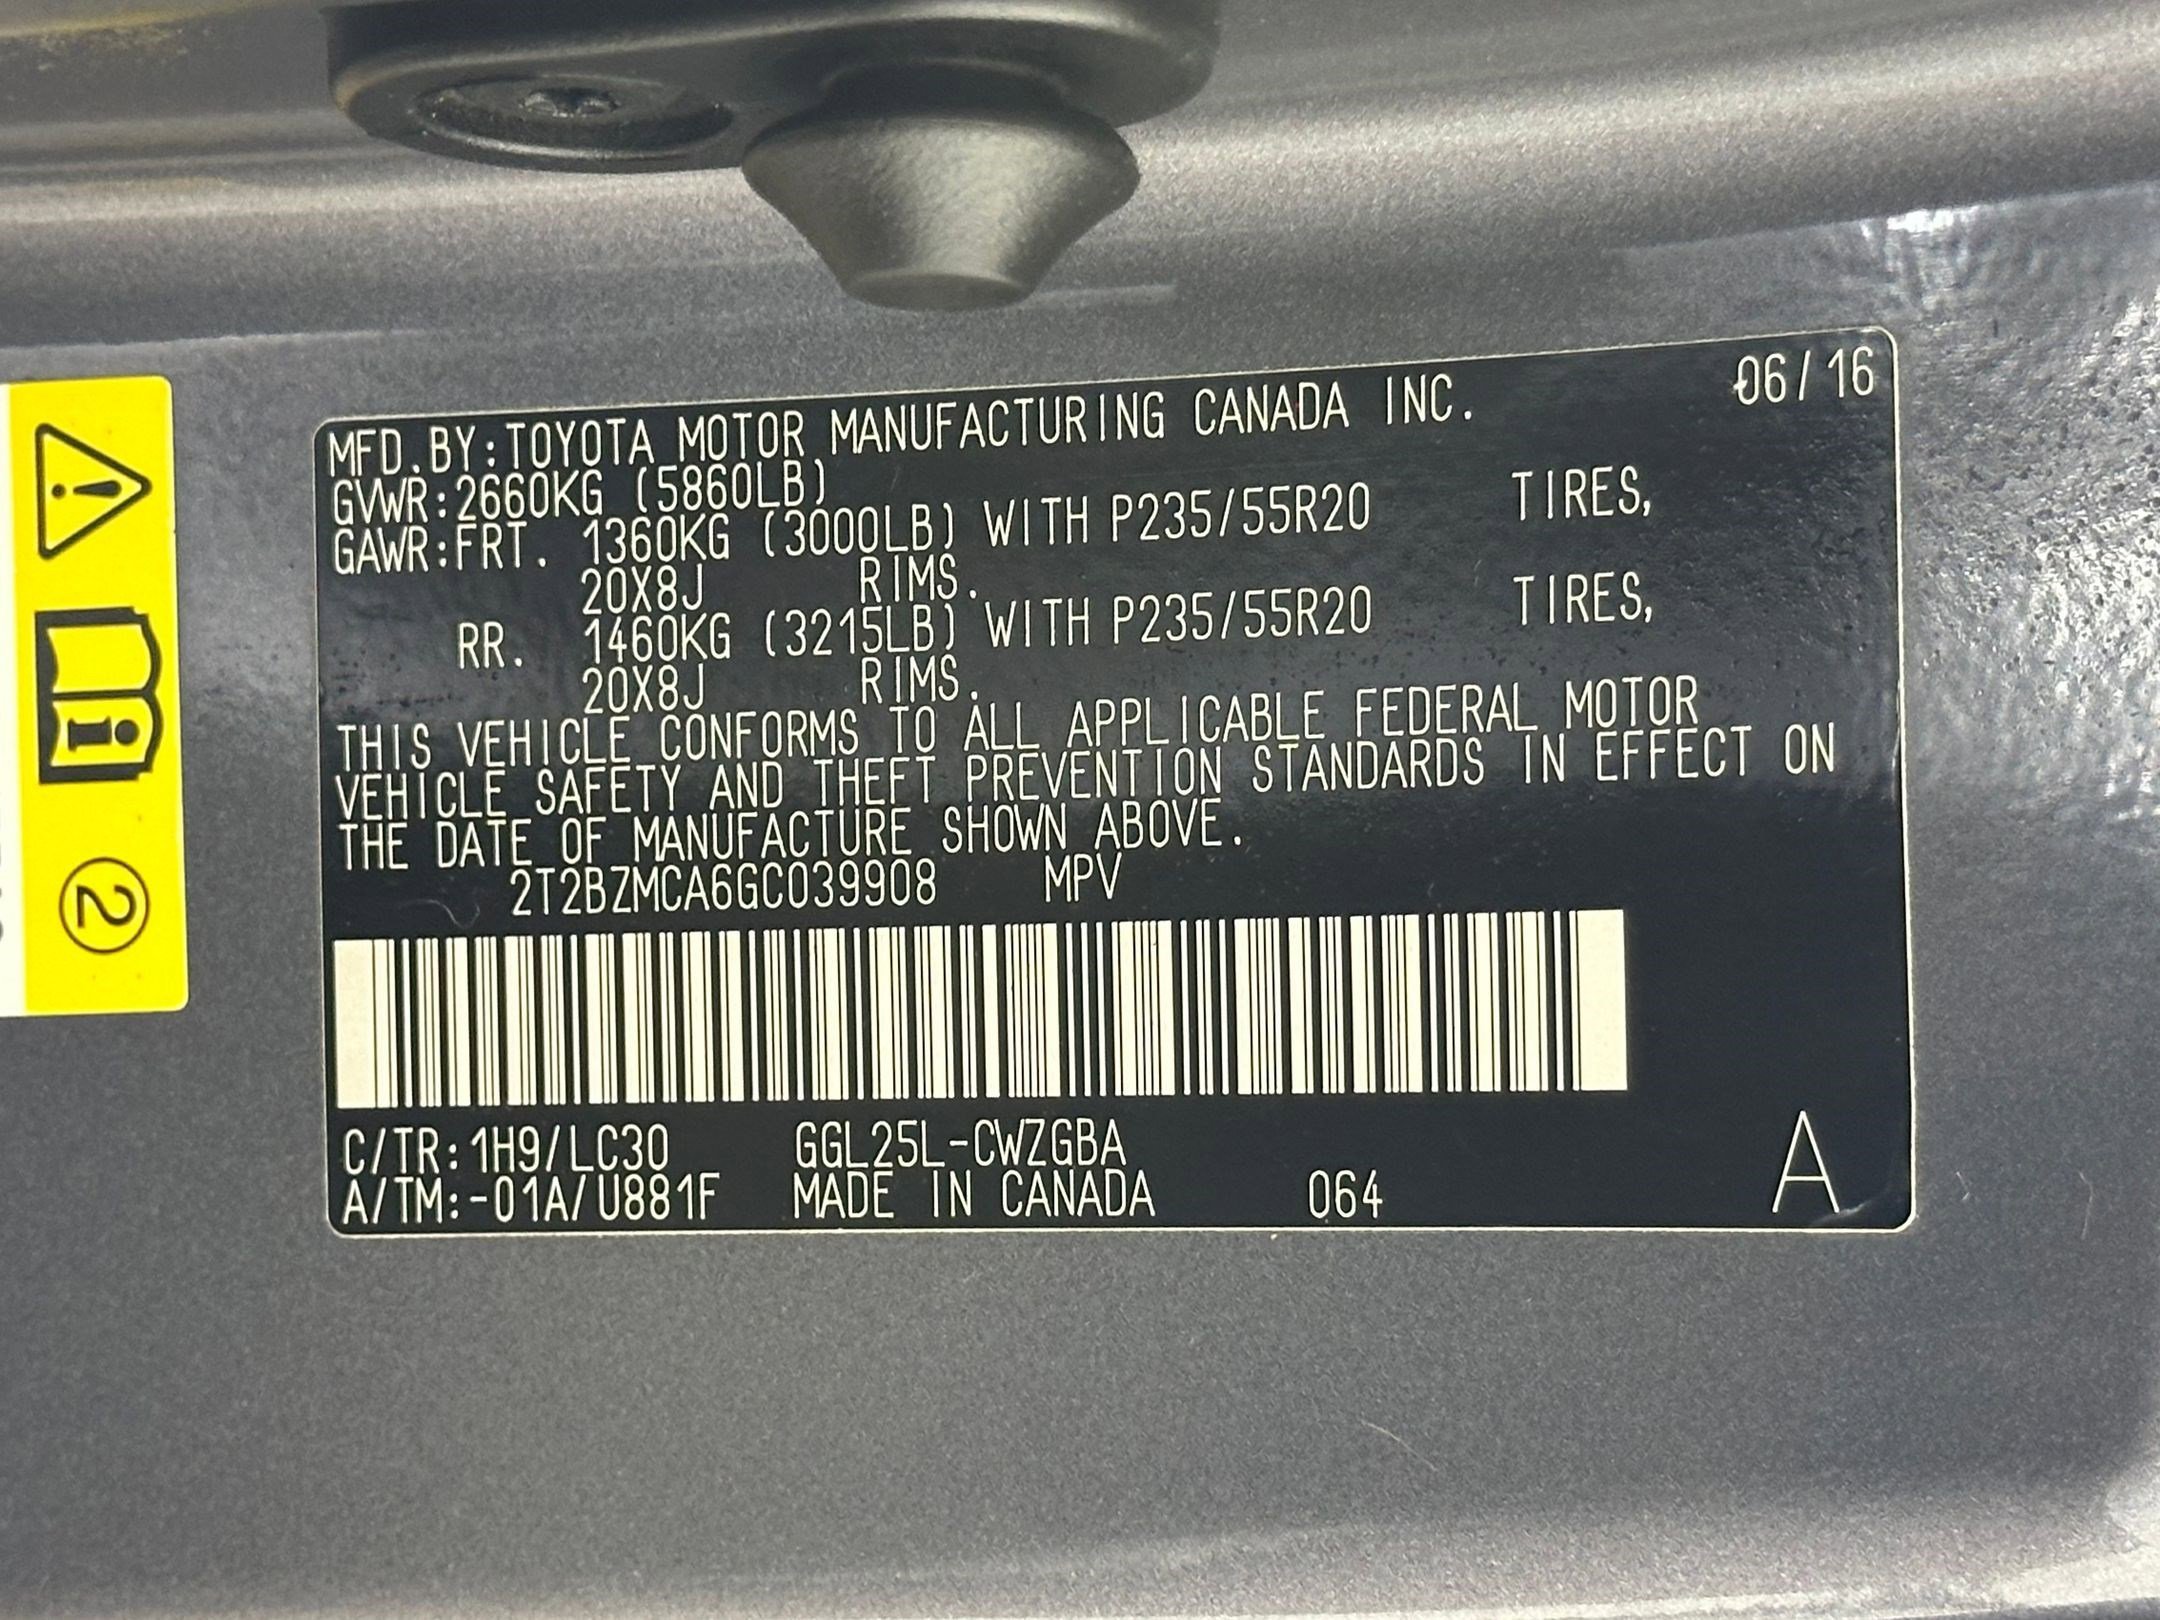 06/16
MFD.BY:TOYOTA MOTOR MANUFACTURING CANADA INC.
GVWR:2660KG (5860LB)
GAWR:FRT. 1360KG (3000LB) WITH P235/55R20 TIRES,
20X8J RIMS.
RR. 1460KG (3215LB) WITH P235/55R20 TIRES,
20X8J RIMS.
THIS VEHICLE CONFORMS TO ALL APPLICABLE FEDERAL MOTOR
VEHICLE SAFETY AND THEFT PREVENTION STANDARDS IN EFFECT ON
THE DATE OF MANUFACTURE SHOWN ABOVE.
2T2BZMCA6GC039908 MPV
C/TR:1H9/LC30 GGL25L-CWZGBA
A/TM:-01A/U881F MADE IN CANADA 064 A
2